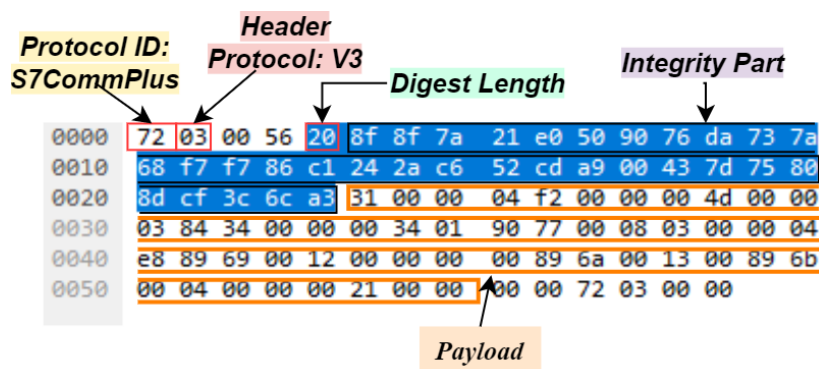 Header
Protocol ID:
Protocol: V3
S7CommPlus
Digest Length
Integrity Part
0000 72 03 00 56 20 8f 8f 7a 21 e0 50 90 76 da 73 7a
0010 68 f7 f7 86 c1 24 2a c6 52 cd a9 00 43 7d 75 80
0020 8d cf 3c 6c a3 31 00 00 04 f2 00 00 00 4d 00 00
0030 03 84 34 00 00 00 34 01 90 77 00 08 03 00 00 04
0040 e8 89 69 00 12 00 00 00 00 89 6a 00 13 00 89 6b
0050 00 04 00 00 00 21 00 00 00 00 72 03 00 00
Payload